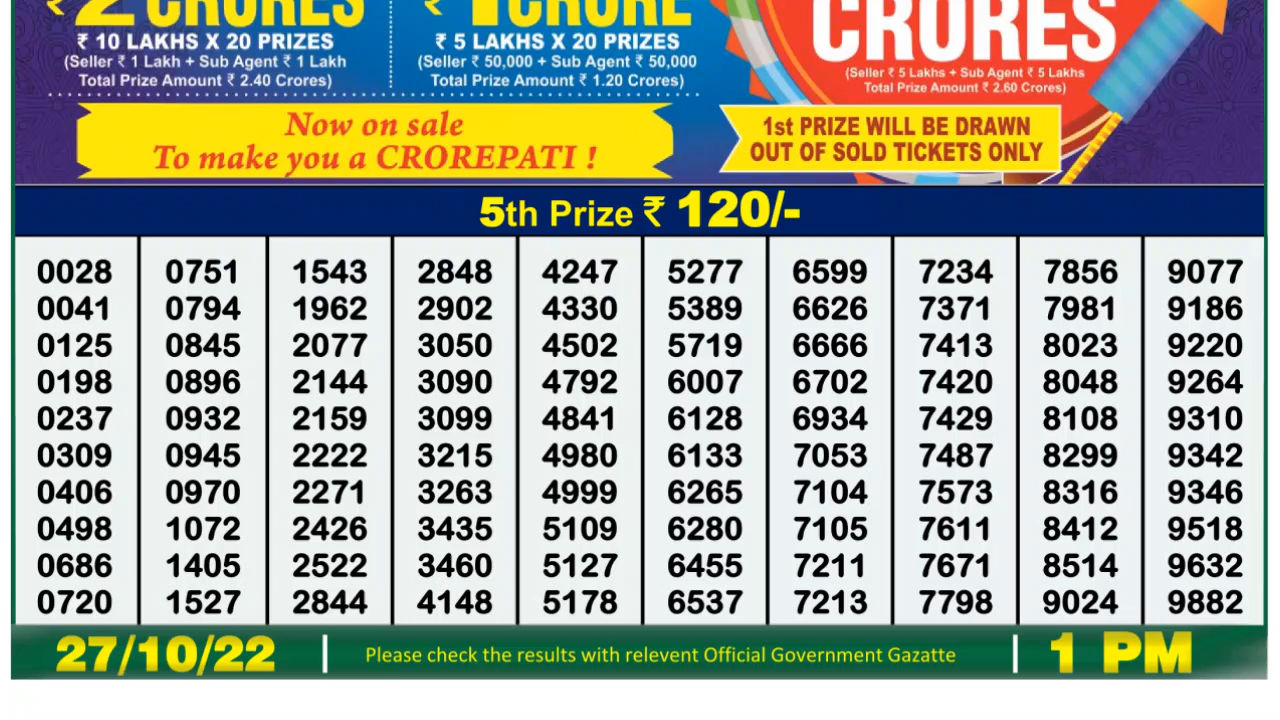 ₹ 2 CRORES
₹ 10 LAKHS X 20 PRIZES
(Seller ₹ 1 Lakh + Sub Agent ₹ 1 Lakh
Total Prize Amount ₹ 2.40 Crores)
₹ 1 CRORE
₹ 5 LAKHS X 20 PRIZES
(Seller ₹ 50,000 + Sub Agent ₹ 50,000
Total Prize Amount ₹ 1.20 Crores)
CRORES
(Seller ₹ 5 Lakhs + Sub Agent ₹ 5 Lakhs
Total Prize Amount ₹ 2.60 Crores)
Now on sale
To make you a CROREPATI !
1st PRIZE WILL BE DRAWN
OUT OF SOLD TICKETS ONLY
5th Prize ₹ 120/-
0028 0751 1543 2848 4247 5277 6599 7234 7856 9077
0041 0794 1962 2902 4330 5389 6626 7371 7981 9186
0125 0845 2077 3050 4502 5719 6666 7413 8023 9220
0198 0896 2144 3090 4792 6007 6702 7420 8048 9264
0237 0932 2159 3099 4841 6128 6934 7429 8108 9310
0309 0945 2222 3215 4980 6133 7053 7487 8299 9342
0406 0970 2271 3263 4999 6265 7104 7573 8316 9346
0498 1072 2426 3435 5109 6280 7105 7611 8412 9518
0686 1405 2522 3460 5127 6455 7211 7671 8514 9632
0720 1527 2844 4148 5178 6537 7213 7798 9024 9882
27/10/22 | Please check the results with relevent Official Government Gazatte | 1 PM